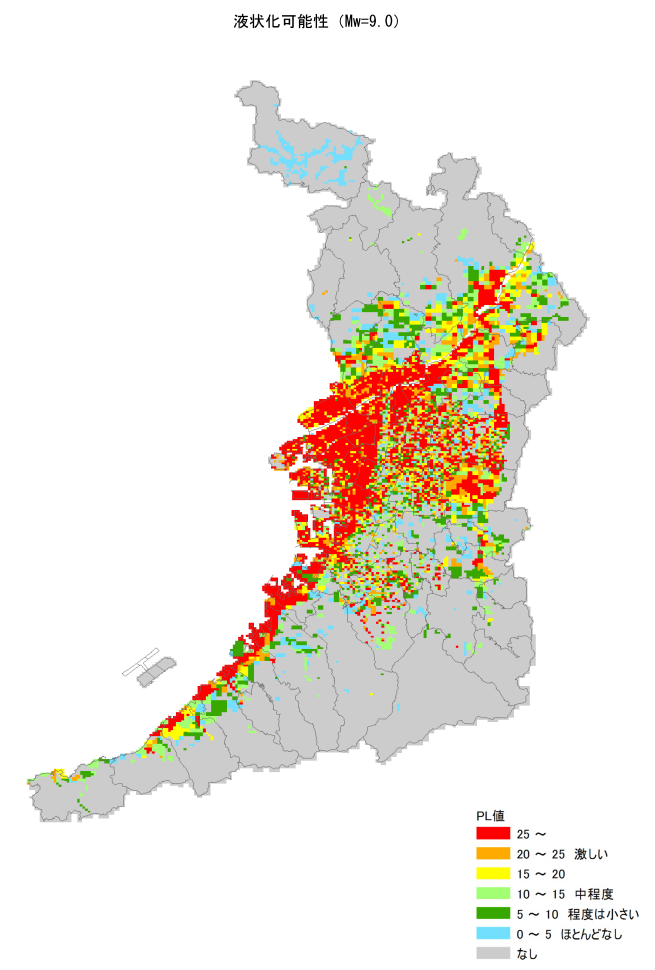 液状化可能性 (Mw=9.0)
PL値
25 ～
20 ～ 25 激しい
15 ～ 20
10 ～ 15 中程度
5 ～ 10 程度は小さい
0 ～ 5 ほとんどなし
なし